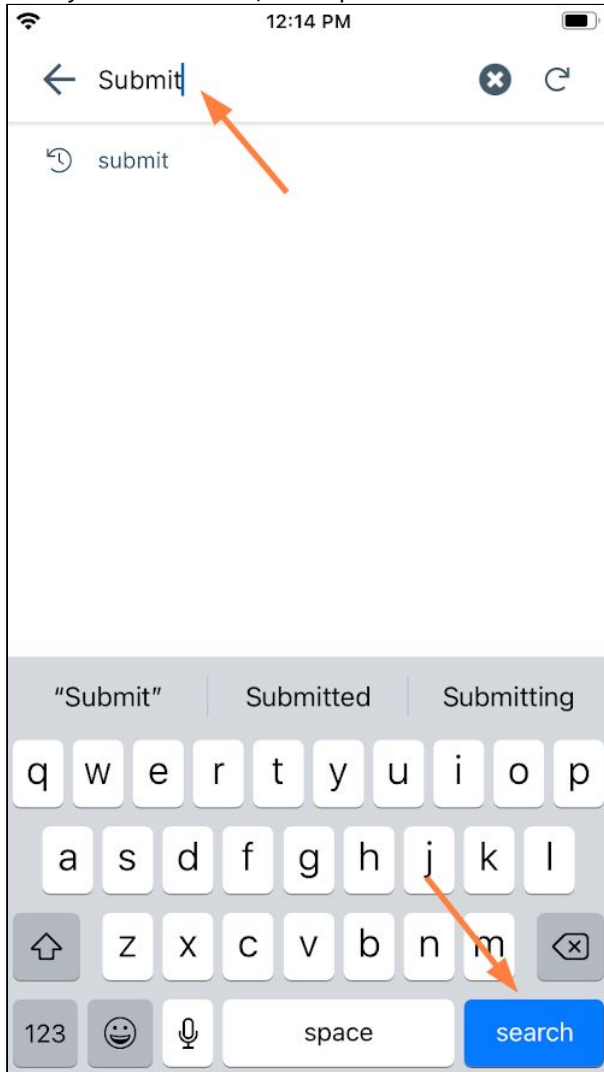 12:14 PM
Submit
submit
"Submit" Submitted Submitting
q w e r t y u i o p
a s d f g h j k l
z x c v b n m
123 space search